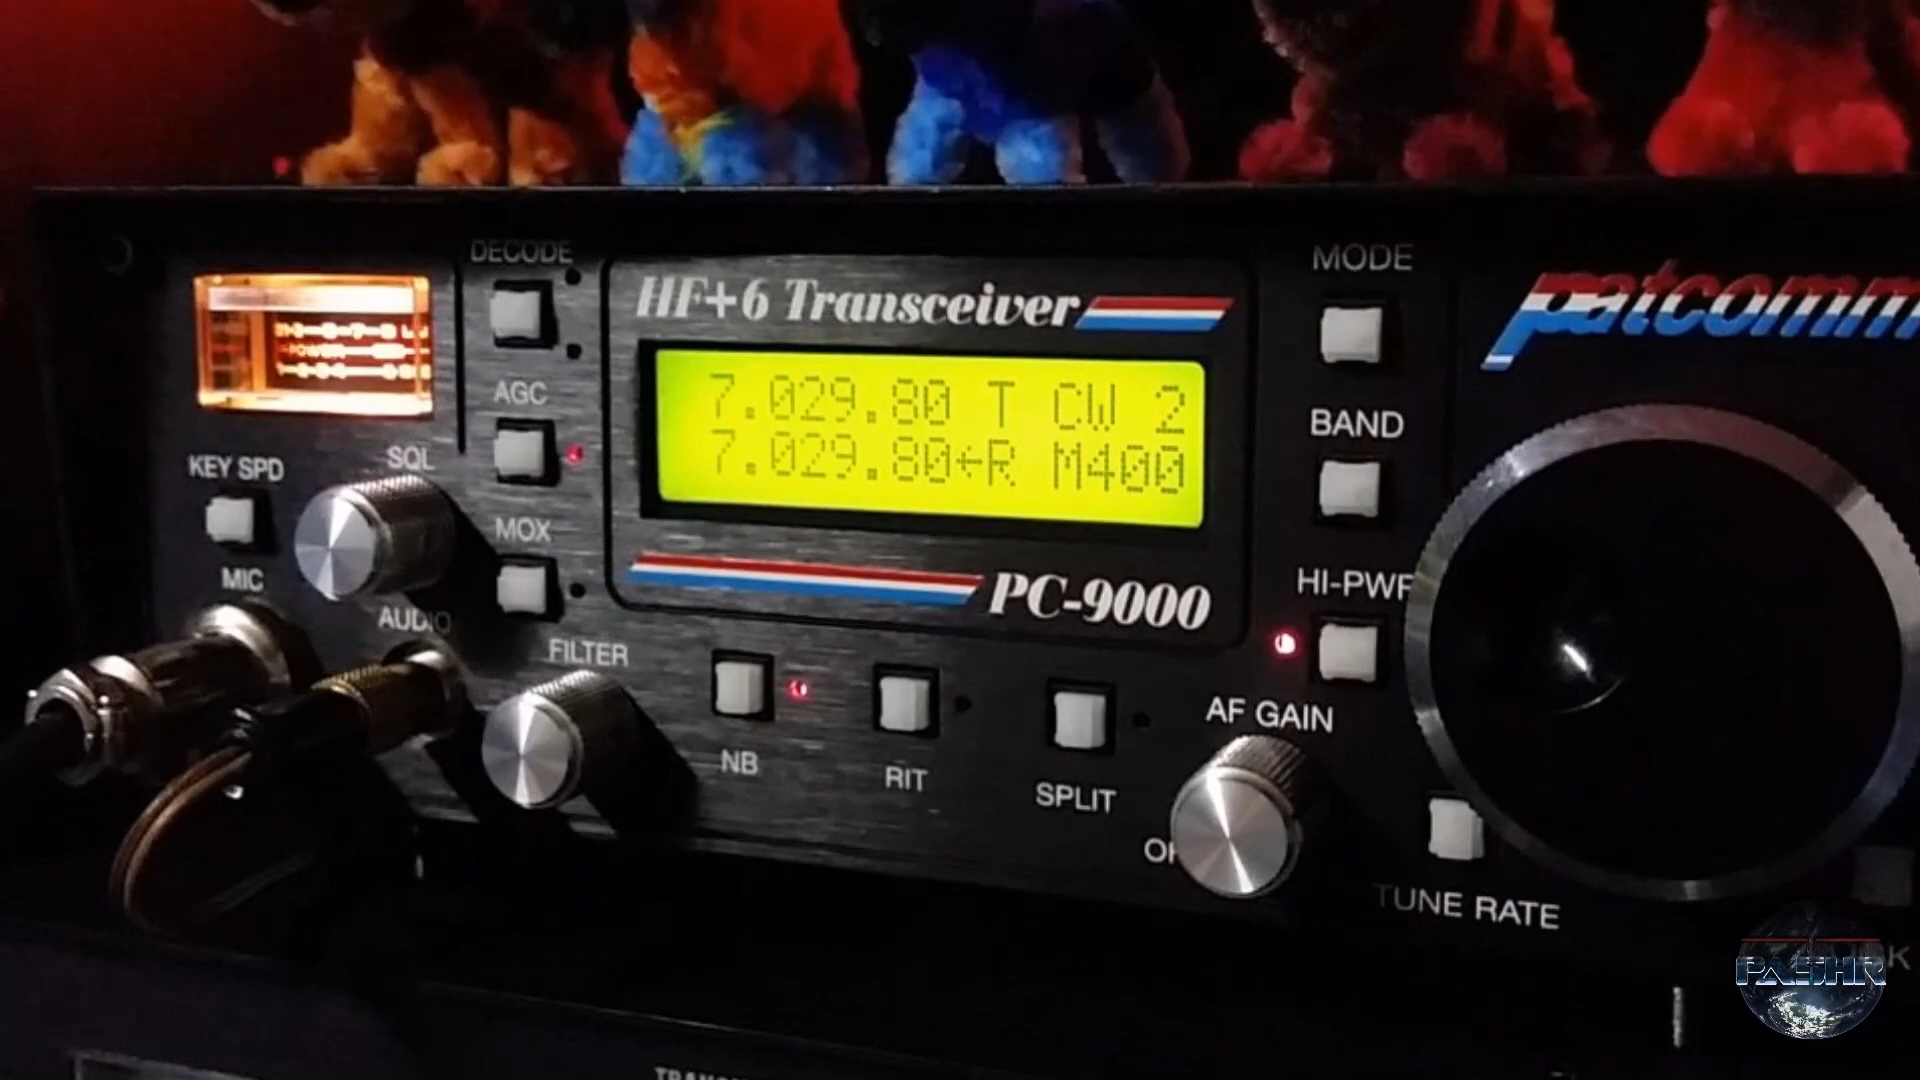 DECODE
HF+6 Transceiver
MODE
patcomm
7.029.80 T CW 2
7.029.80←R M400
AGC
BAND
SQL
KEY SPD
MOX
MIC
HI-PWR
PC-9000
AUDIO
FILTER
AF GAIN
NB
RIT
SPLIT
TUNE RATE
PA5HR